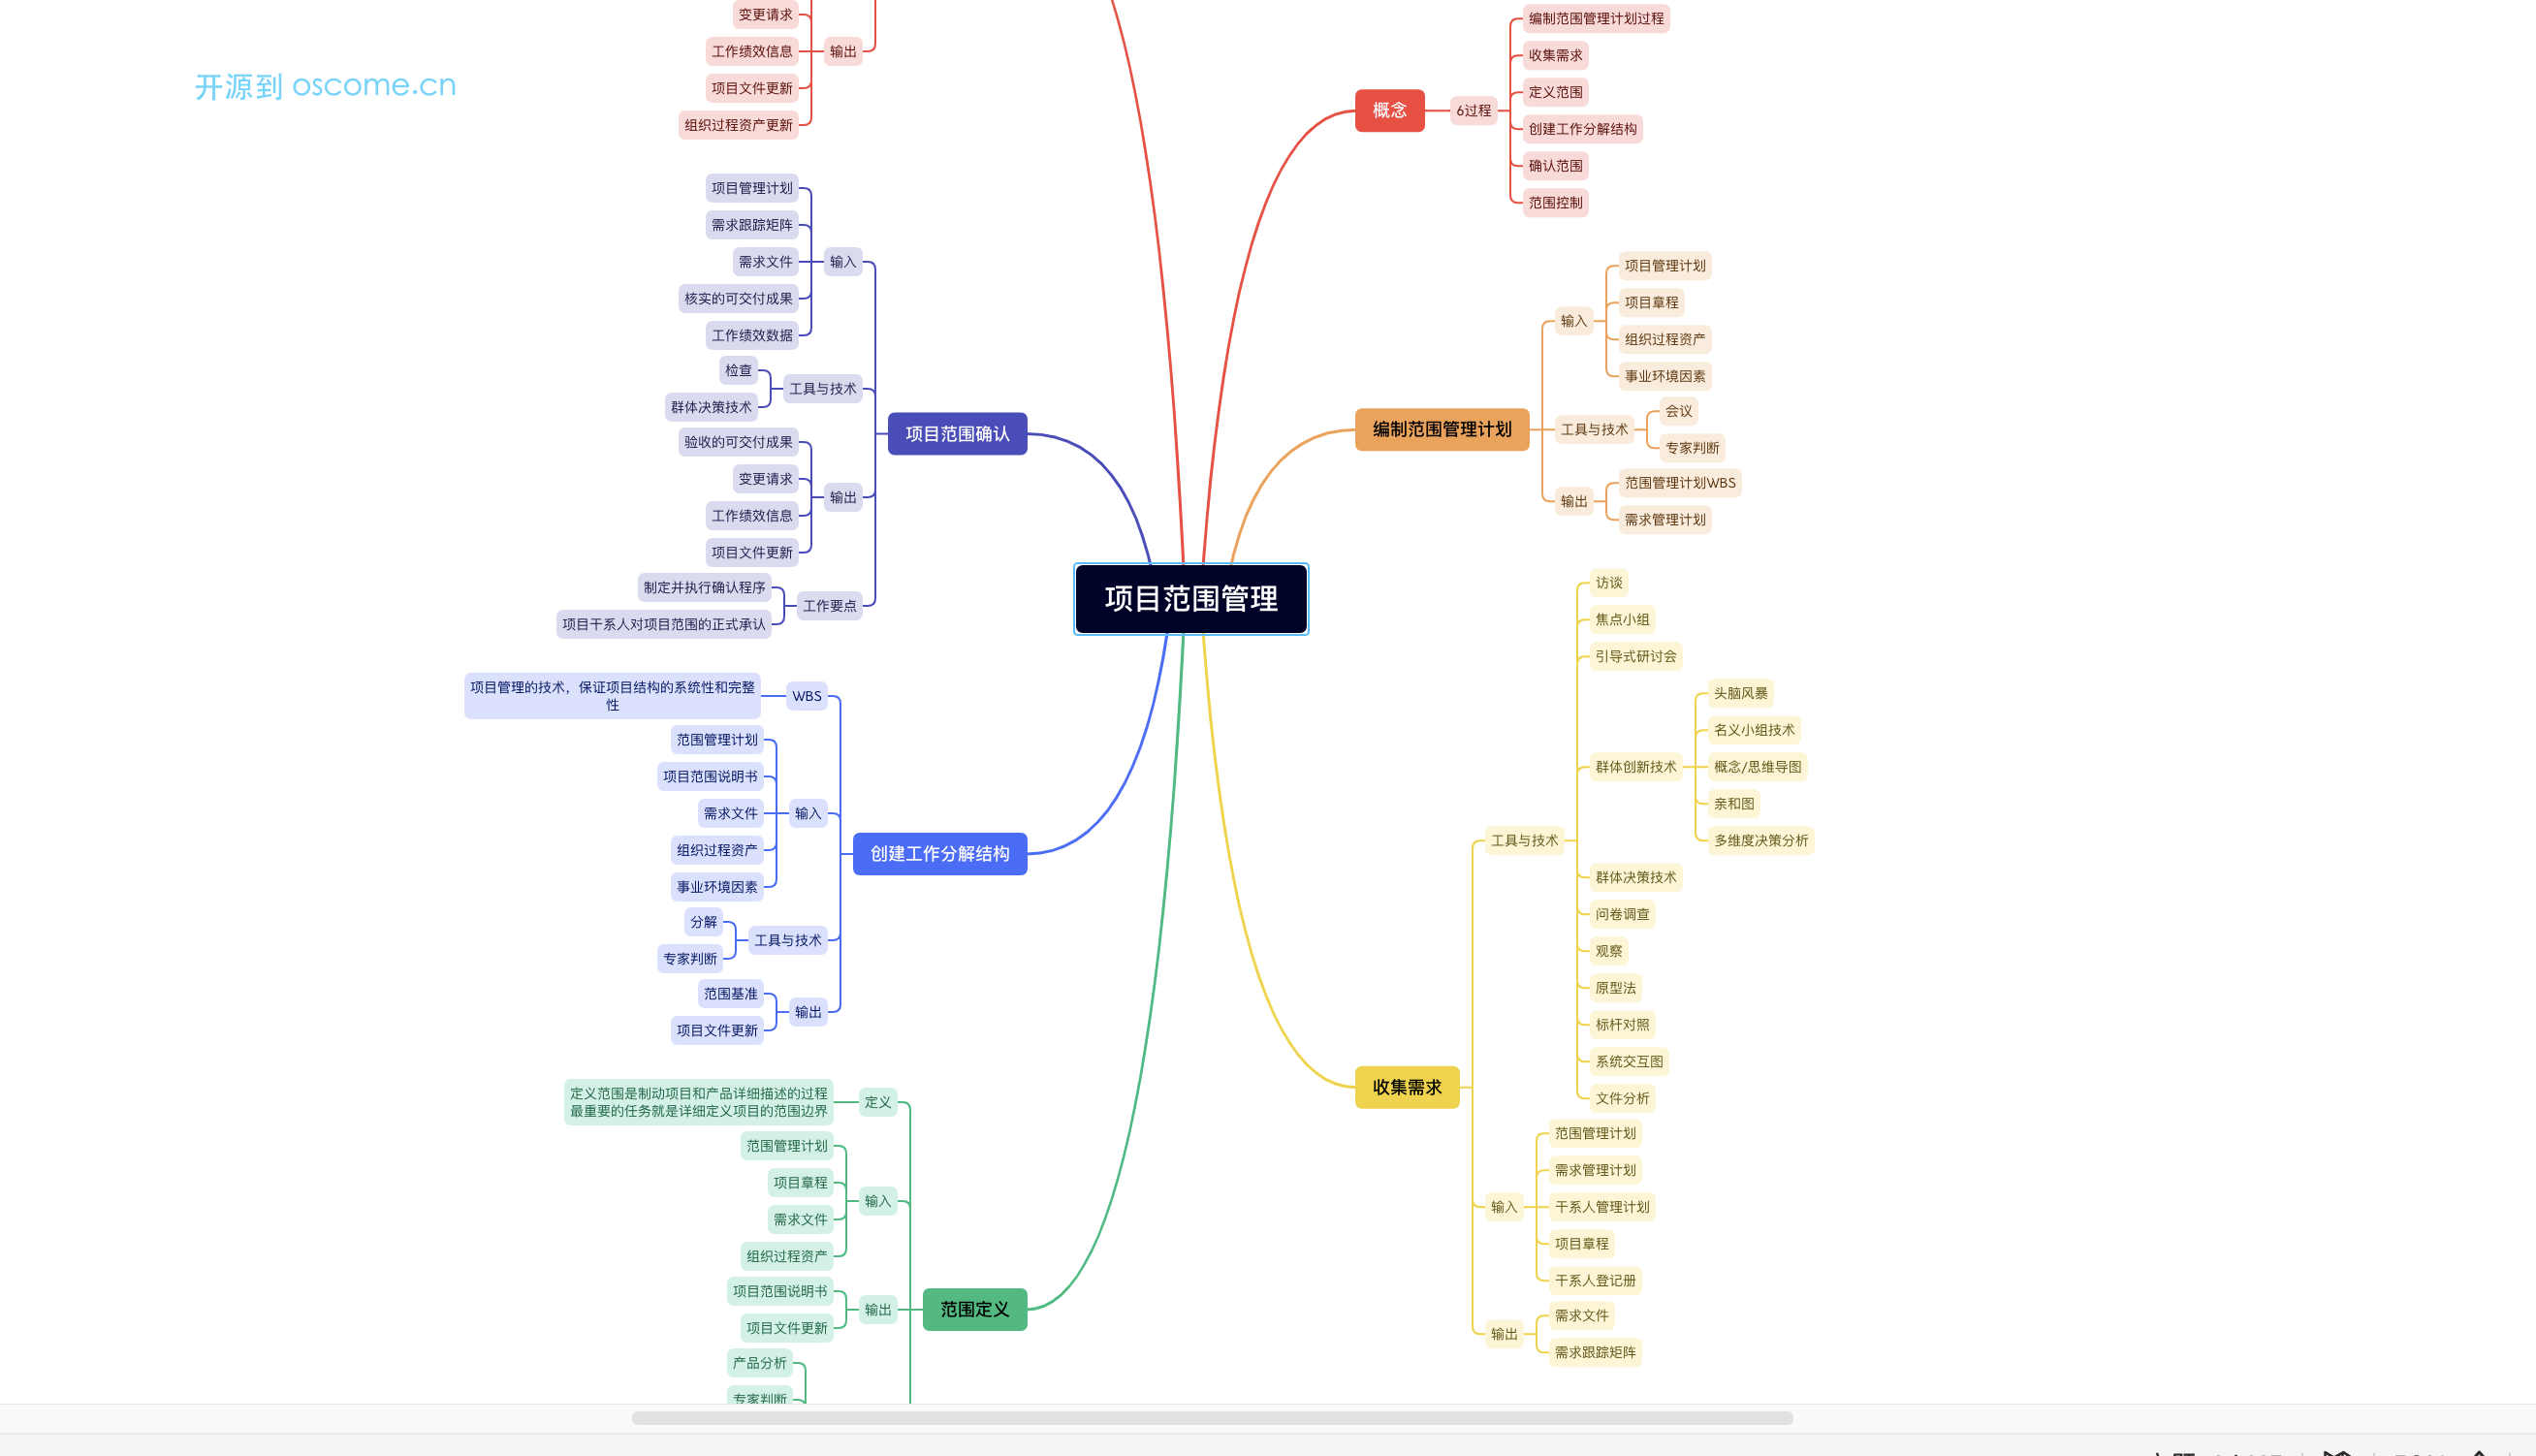 开源到 oscome.cn
变更请求
工作绩效信息
项目文件更新
组织过程资产更新
输出
项目管理计划
需求跟踪矩阵
需求文件
核实的可交付成果
工作绩效数据
输入
检查
群体决策技术
工具与技术
验收的可交付成果
变更请求
工作绩效信息
项目文件更新
输出
制定并执行确认程序
项目干系人对项目范围的正式承认
工作要点
项目范围确认
项目管理的技术，保证项目结构的系统性和完整
性
WBS
范围管理计划
项目范围说明书
需求文件
组织过程资产
事业环境因素
输入
分解
专家判断
工具与技术
范围基准
项目文件更新
输出
创建工作分解结构
定义范围是制动项目和产品详细描述的过程
最重要的任务就是详细定义项目的范围边界
定义
范围管理计划
项目章程
需求文件
组织过程资产
输入
项目范围说明书
项目文件更新
输出
产品分析
专家判断
范围定义
项目范围管理
概念
6过程
编制范围管理计划过程
收集需求
定义范围
创建工作分解结构
确认范围
范围控制
编制范围管理计划
输入
项目管理计划
项目章程
组织过程资产
事业环境因素
工具与技术
会议
专家判断
输出
范围管理计划WBS
需求管理计划
收集需求
工具与技术
访谈
焦点小组
引导式研讨会
群体创新技术
头脑风暴
名义小组技术
概念/思维导图
亲和图
多维度决策分析
群体决策技术
问卷调查
观察
原型法
标杆对照
系统交互图
文件分析
输入
范围管理计划
需求管理计划
干系人管理计划
项目章程
干系人登记册
输出
需求文件
需求跟踪矩阵